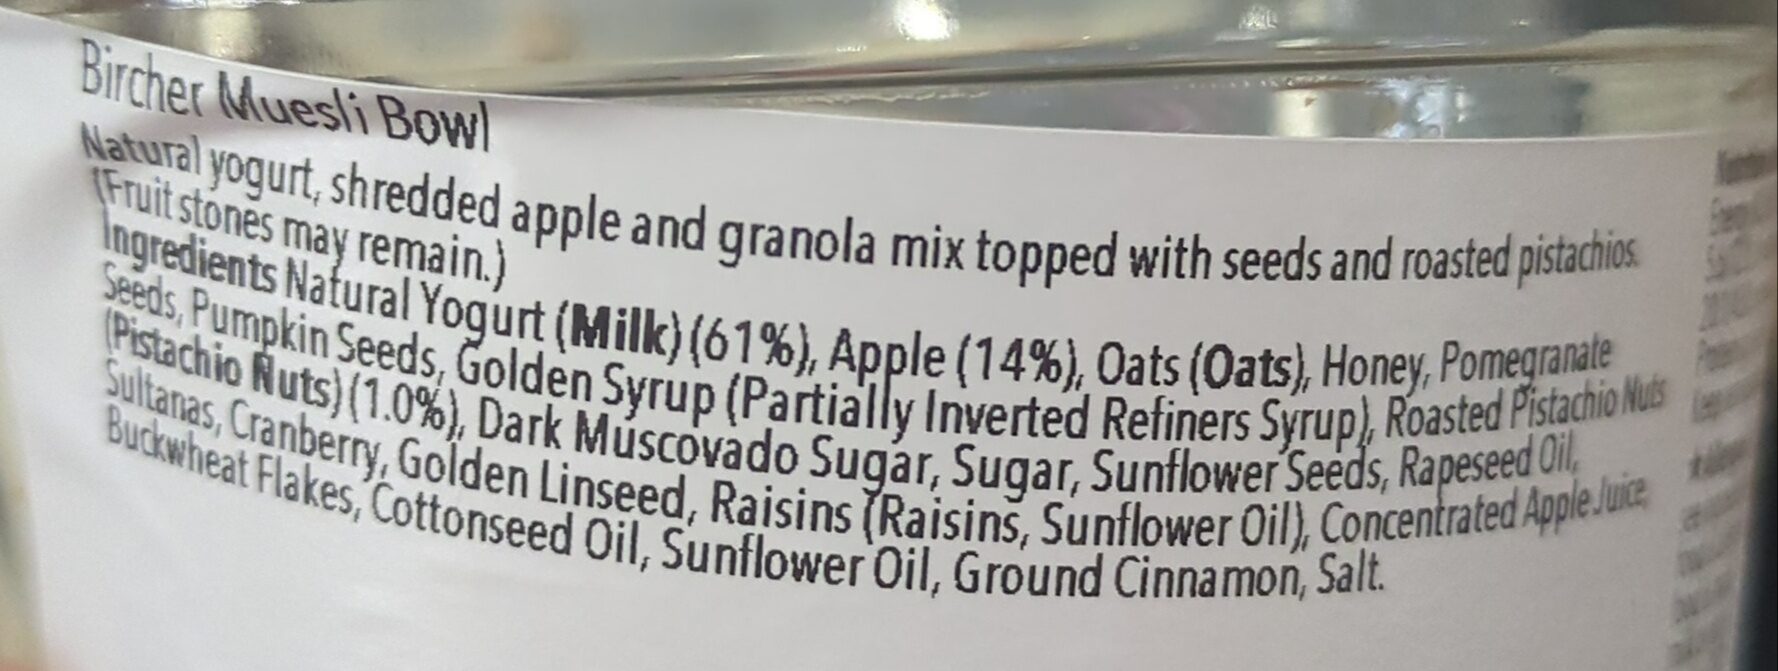 Bircher Muesli Bowl
Natural yogurt, shredded apple and granola mix topped with seeds and roasted pistachios.
(Fruit stones may remain.)
Ingredients Natural Yogurt (Milk) (61%), Apple (14%), Oats (Oats), Honey, Pomegranate
Seeds, Pumpkin Seeds, Golden Syrup (Partially Inverted Refiners Syrup), Roasted Pistachio Nuts
(Pistachio Nuts) (1.0%), Dark Muscovado Sugar, Sugar, Sunflower Seeds, Rapeseed Oil,
Sultanas, Cranberry, Golden Linseed, Raisins (Raisins, Sunflower Oil), Concentrated Apple Juice,
Buckwheat Flakes, Cottonseed Oil, Sunflower Oil, Ground Cinnamon, Salt.